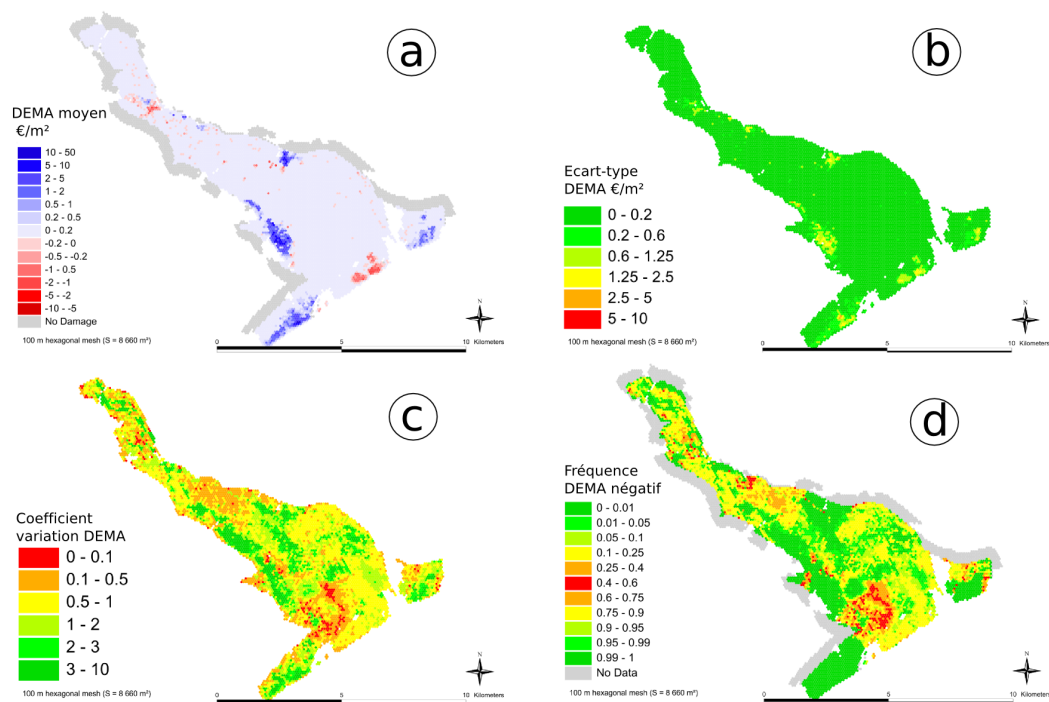 a
DEMA moyen
€/m²
10 - 50
5 - 10
2 - 5
1 - 2
0.5 - 1
0.2 - 0.5
0 - 0.2
-0.2 - 0
-0.5 - -0.2
-1 - 0.5
-2 - -1
-5 - -2
-10 - -5
No Damage
100 m hexagonal mesh (S = 8 660 m²)
N
Kilometers
0
5
10
b
Ecart-type
DEMA €/m²
0 - 0.2
0.2 - 0.6
0.6 - 1.25
1.25 - 2.5
2.5 - 5
5 - 10
100 m hexagonal mesh (S = 8 660 m²)
N
Kilometers
0
5
10
c
Coefficient
variation DEMA
0 - 0.1
0.1 - 0.5
0.5 - 1
1 - 2
2 - 3
3 - 10
100 m hexagonal mesh (S = 8 660 m²)
N
Kilometers
0
5
10
d
Fréquence
DEMA négatif
0 - 0.01
0.01 - 0.05
0.05 - 0.1
0.1 - 0.25
0.25 - 0.4
0.4 - 0.6
0.6 - 0.75
0.75 - 0.9
0.9 - 0.95
0.95 - 0.99
0.99 - 1
No Data
100 m hexagonal mesh (S = 8 660 m²)
N
Kilometers
0
5
10